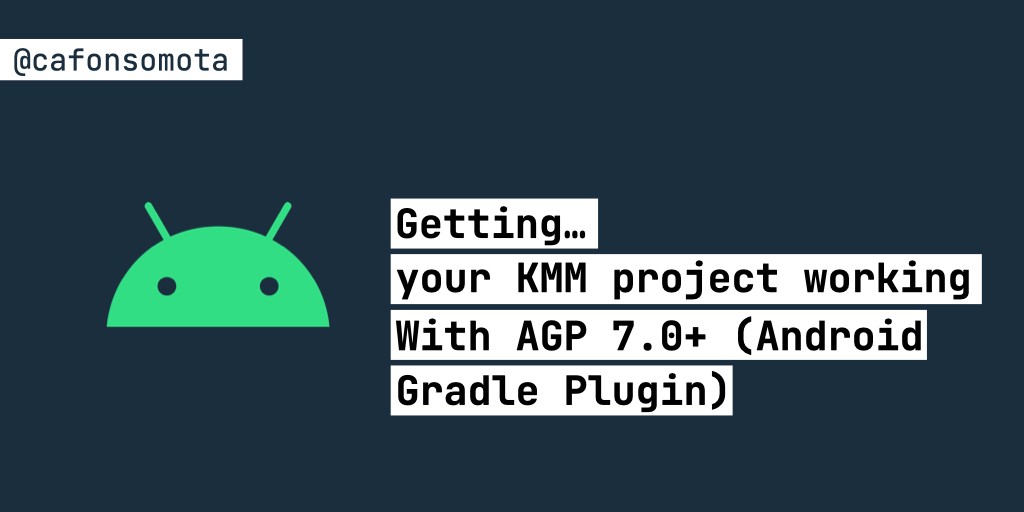 @cafonsomota
Getting…
your KMM project working
With AGP 7.0+ (Android
Gradle Plugin)